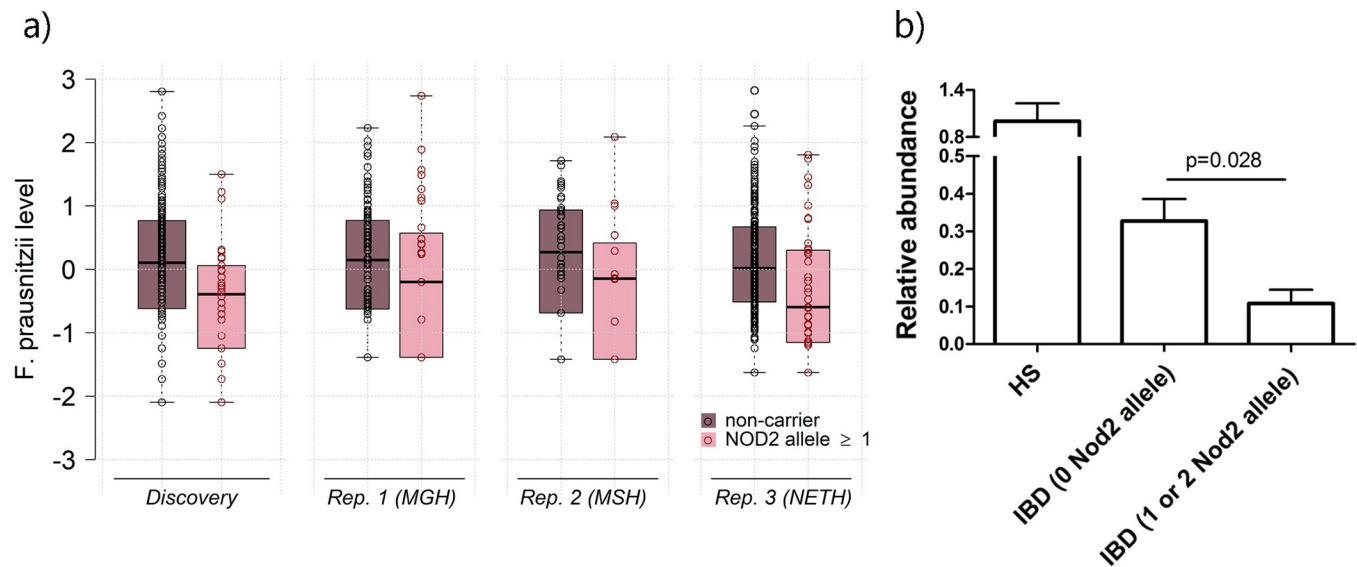 a)
F. prausnitzii level
3
2
1
0
-1
-2
-3
non-carrier
NOD2 allele ≥ 1
Discovery
Rep. 1 (MGH)
Rep. 2 (MSH)
Rep. 3 (NETH)
b)
Relative abundance
1.4
0.8
0.5
0.4
0.3
0.2
0.1
0.0
p=0.028
HS
IBD (0 Nod2 allele)
IBD (1 or 2 Nod2 allele)